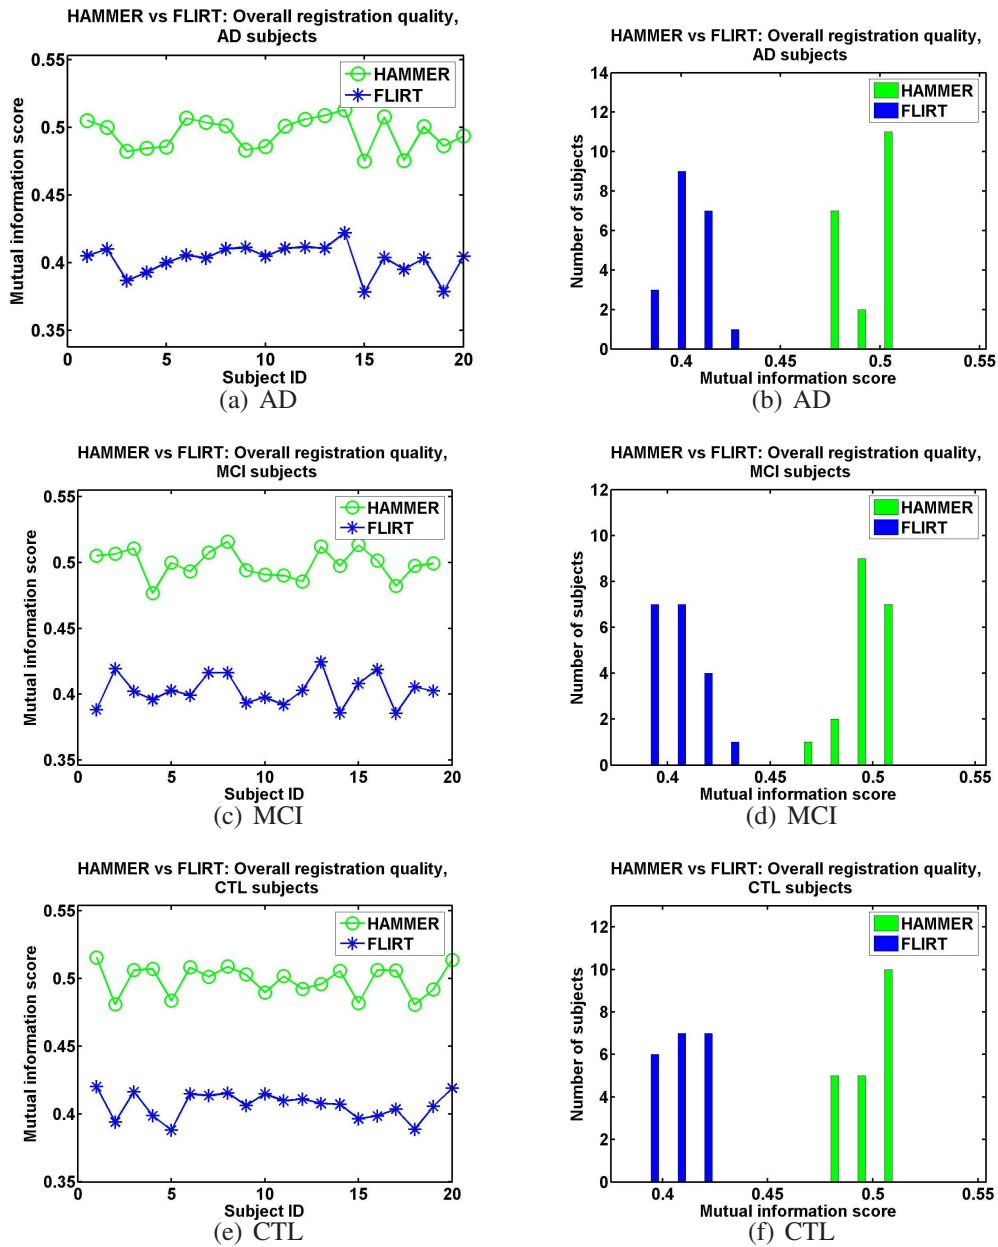 HAMMER vs FLIRT: Overall registration quality,
AD subjects
0.55
0.5
0.45
0.4
0.35
Mutual information score
HAMMER
FLIRT
0 5 10 15 20
Subject ID
(a) AD
HAMMER vs FLIRT: Overall registration quality,
AD subjects
14
12
10
8
6
4
2
0
Number of subjects
HAMMER
FLIRT
0.4 0.45 0.5 0.55
Mutual information score
(b) AD
HAMMER vs FLIRT: Overall registration quality,
MCI subjects
0.55
0.5
0.45
0.4
0.35
Mutual information score
HAMMER
FLIRT
0 5 10 15 20
Subject ID
(c) MCI
HAMMER vs FLIRT: Overall registration quality,
MCI subjects
12
10
8
6
4
2
0
Number of subjects
HAMMER
FLIRT
0.4 0.45 0.5 0.55
Mutual information score
(d) MCI
HAMMER vs FLIRT: Overall registration quality,
CTL subjects
0.55
0.5
0.45
0.4
0.35
Mutual information score
HAMMER
FLIRT
0 5 10 15 20
Subject ID
(e) CTL
HAMMER vs FLIRT: Overall registration quality,
CTL subjects
12
10
8
6
4
2
0
Number of subjects
HAMMER
FLIRT
0.4 0.45 0.5 0.55
Mutual information score
(f) CTL